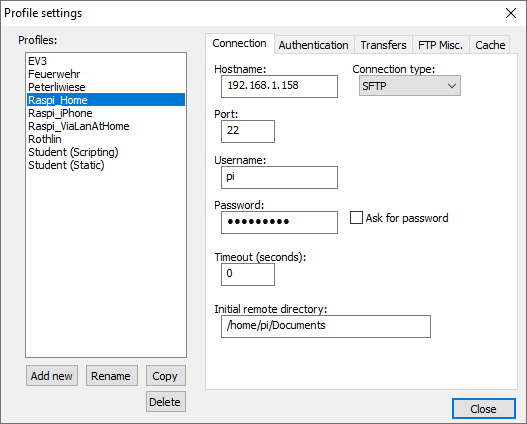 Profile settings
Profiles:
EV3
Feuerwehr
Peterliwiese
Raspi_Home
Raspi_iPhone
Raspi_ViaLanAtHome
Rothlin
Student (Scripting)
Student (Static)
Add new
Rename
Copy
Delete
Connection
Authentication
Transfers
FTP Misc.
Cache
Hostname:
Connection type:
192.168.1.158
SFTP
Port:
22
Username:
pi
Password:
●●●●●●●●●
Ask for password
Timeout (seconds):
0
Initial remote directory:
/home/pi/Documents
Close